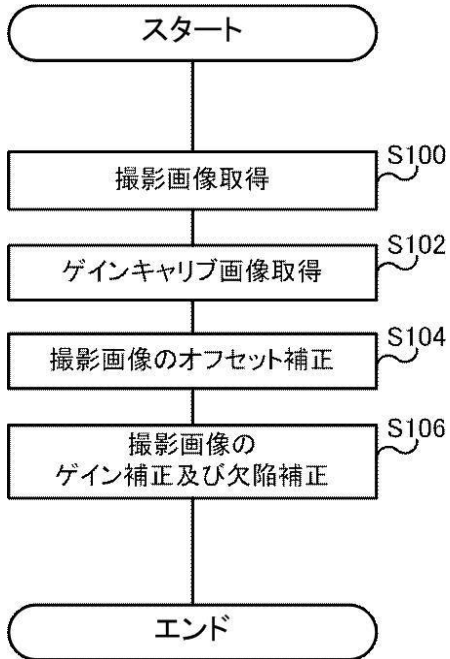 スタート
S100
撮影画像取得
S102
ゲインキャリブ画像取得
S104
撮影画像のオフセット補正
S106
撮影画像の
ゲイン補正及び欠陥補正
エンド